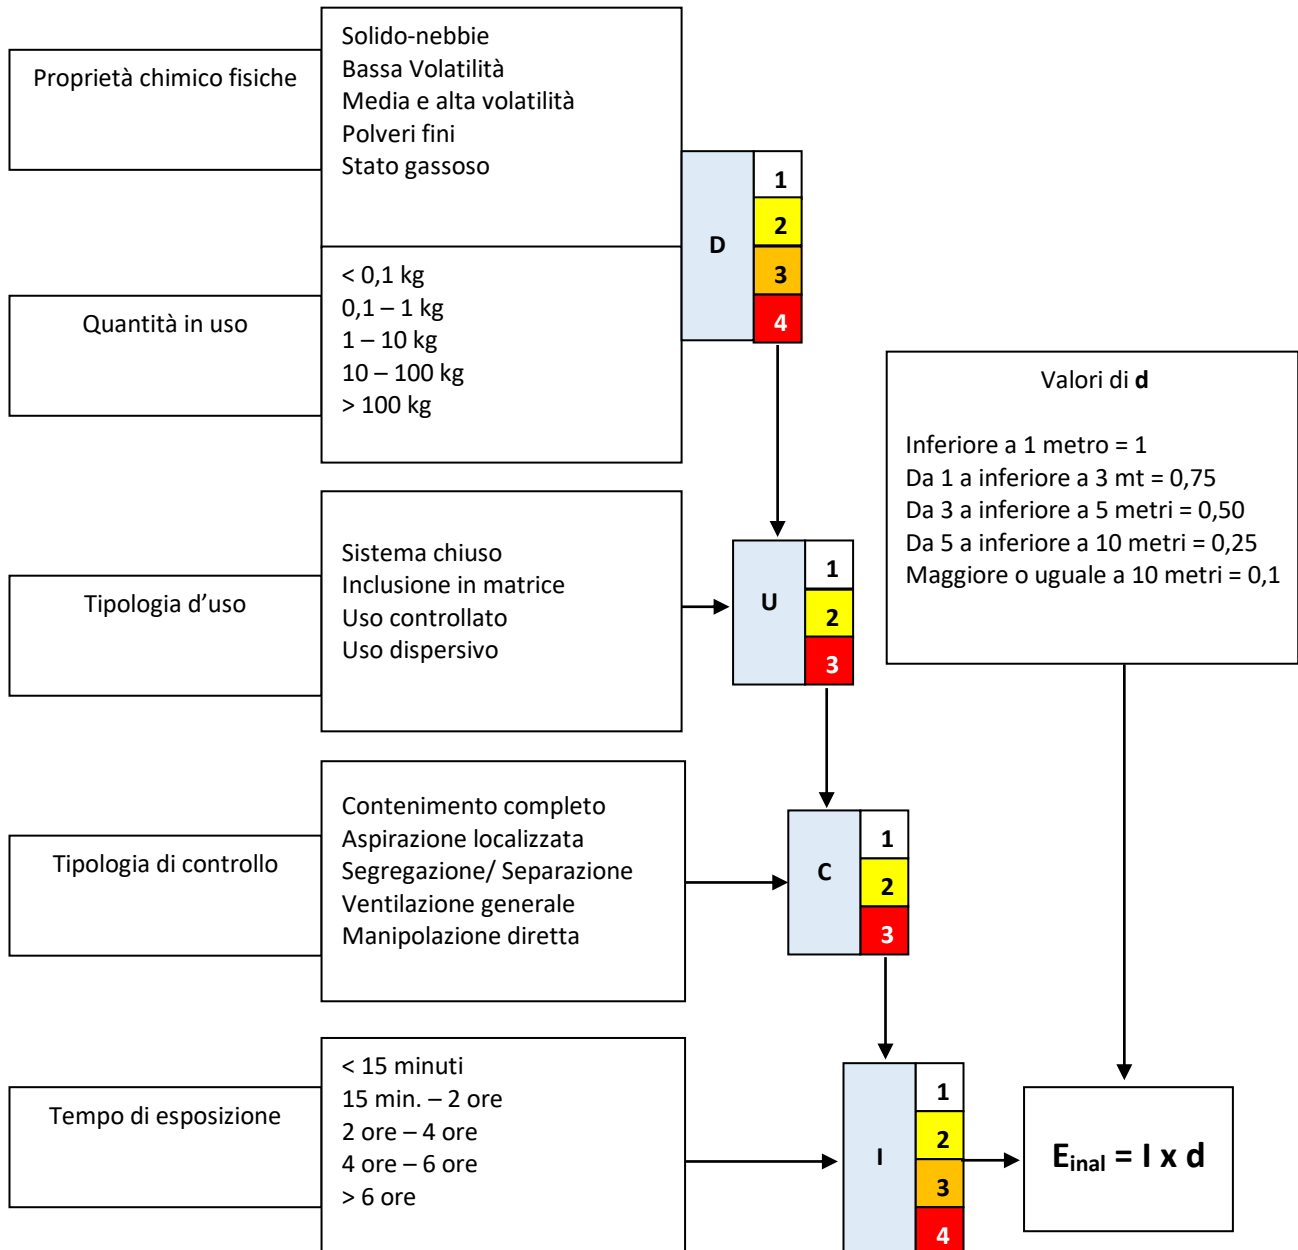 Proprietà chimico fisiche
Solido-nebbie
Bassa Volatilità
Media e alta volatilità
Polveri fini
Stato gassoso
D
1
2
3
4
Quantità in uso
< 0,1 kg
0,1 – 1 kg
1 – 10 kg
10 – 100 kg
> 100 kg
Valori di d
Inferiore a 1 metro = 1
Da 1 a inferiore a 3 mt = 0,75
Da 3 a inferiore a 5 metri = 0,50
Da 5 a inferiore a 10 metri = 0,25
Maggiore o uguale a 10 metri = 0,1
Tipologia d’uso
Sistema chiuso
Inclusione in matrice
Uso controllato
Uso dispersivo
U
1
2
3
Tipologia di controllo
Contenimento completo
Aspirazione localizzata
Segregazione/ Separazione
Ventilazione generale
Manipolazione diretta
C
1
2
3
Tempo di esposizione
< 15 minuti
15 min. – 2 ore
2 ore – 4 ore
4 ore – 6 ore
> 6 ore
I
1
2
3
4
Einal = I x d